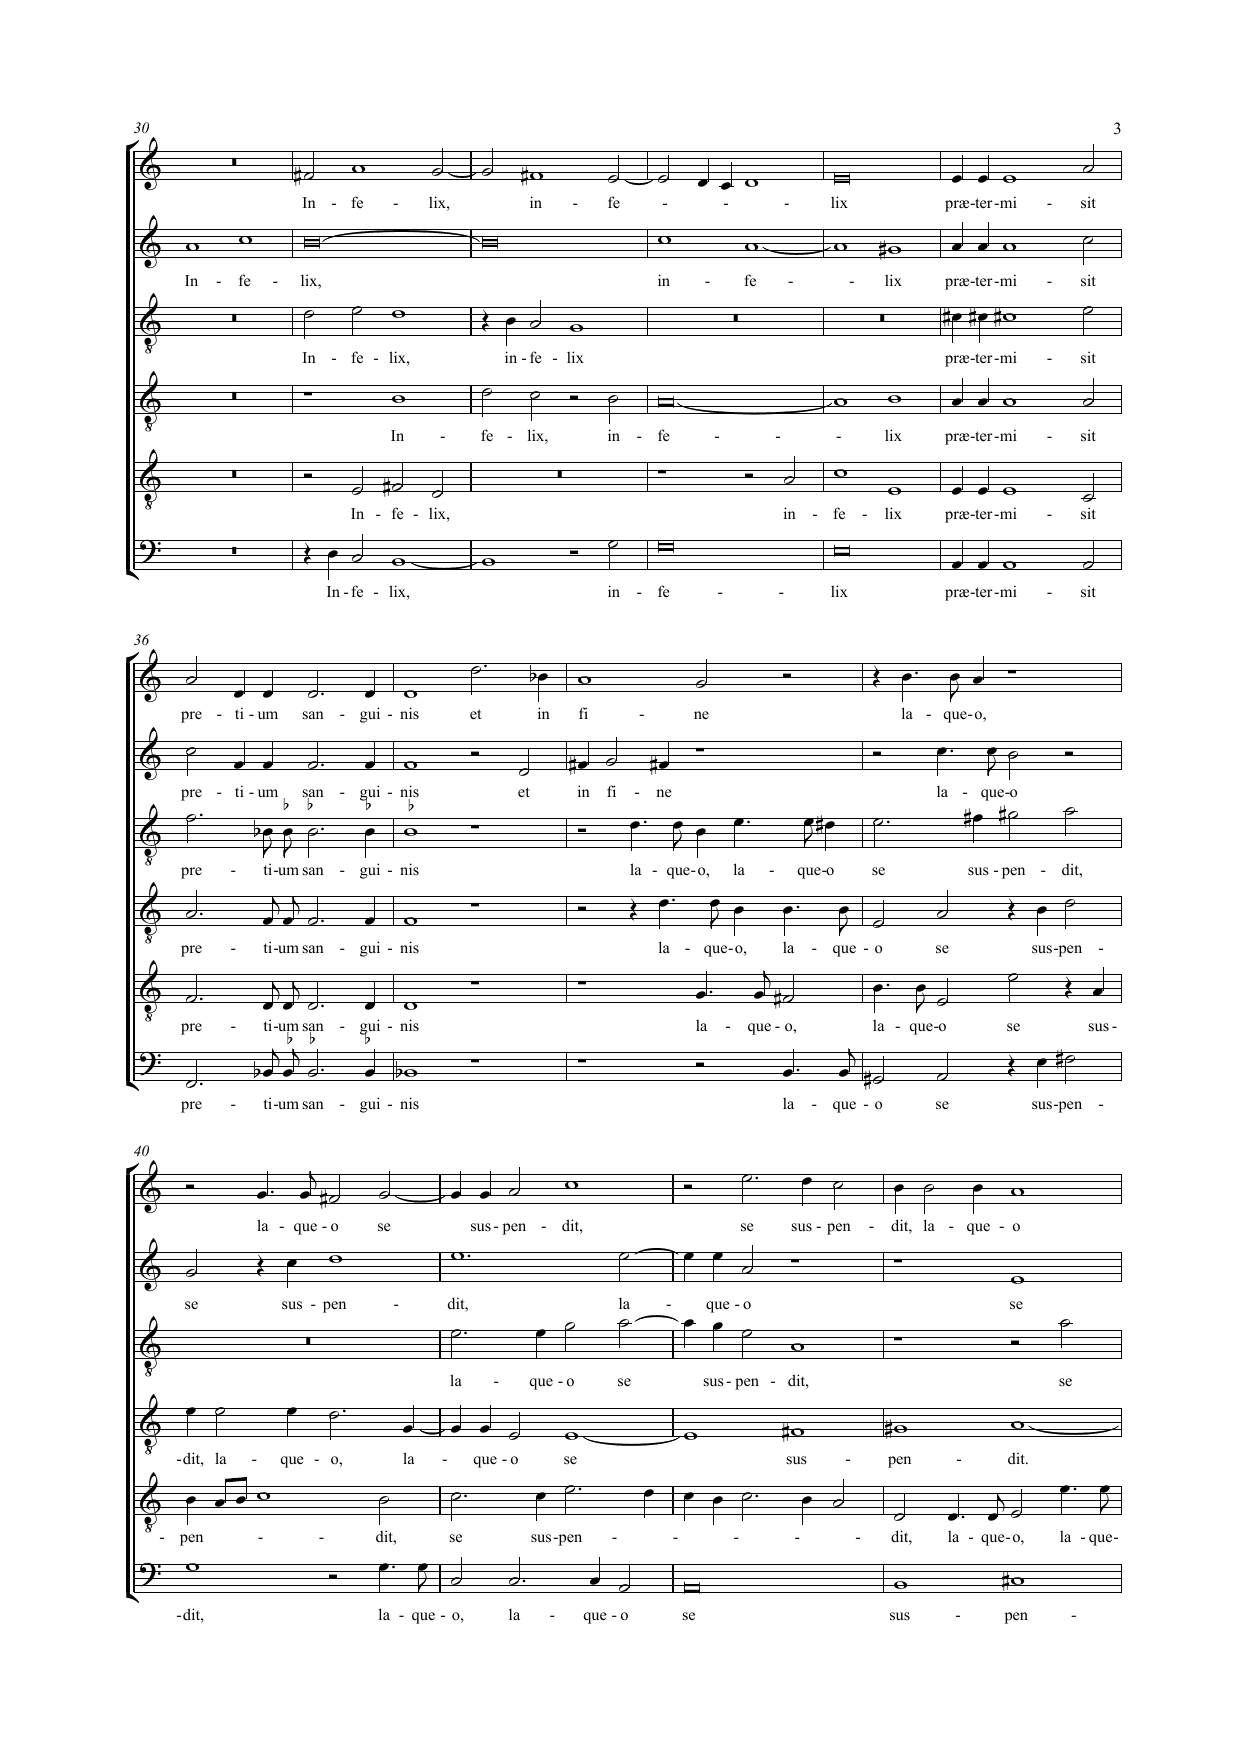 30
3
In - fe - lix, in - fe - - - lix præ-ter-mi - sit
In - fe - lix, in - fe - - lix præ-ter-mi - sit
In - fe - lix, in-fe - lix præ-ter-mi - sit
In - fe - lix, in - fe - - - lix præ-ter-mi - sit
In - fe - lix, in - fe - lix præ-ter-mi - sit
In-fe - lix, in - fe - - lix præ-ter-mi - sit
36
pre - ti-um san - gui-nis et in fi - ne la - que-o,
pre - ti-um san - gui-nis et in fi - ne la - que-o
pre - ti-um san - gui-nis la - que-o, la - que-o se sus-pen - dit,
pre - ti-um san - gui-nis la - que-o, la - que-o se sus-pen -
pre - ti-um san - gui-nis la - que-o, la - que-o se sus-
pre - ti-um san - gui-nis la - que-o se sus-pen -
40
la - que-o se sus-pen - dit, se sus-pen - dit, la - que-o
se sus - pen - dit, la - que-o se
la - que-o se sus-pen - dit, se
-dit, la - que-o, la - que-o se sus - pen - dit.
- pen - - dit, se sus-pen - - - - dit, la-que-o, la-que-
-dit, la - que-o, la - que-o se sus - pen -